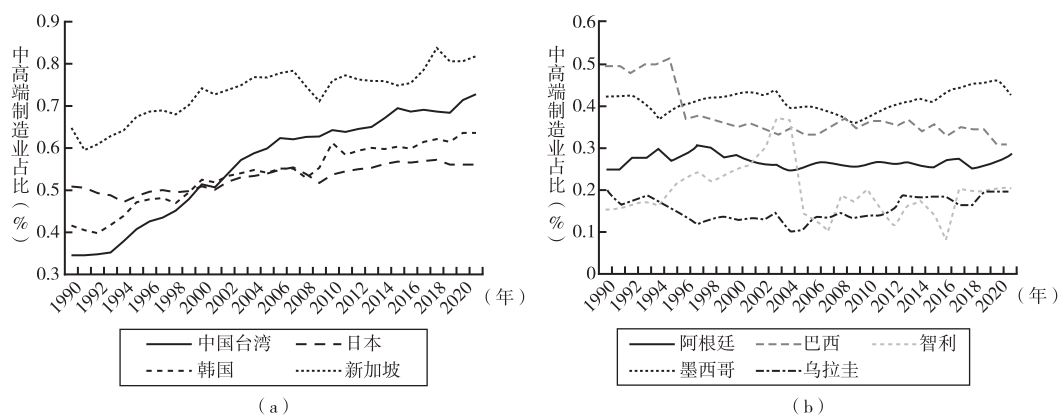 中高端制造业占比（%）
0.9
0.8
0.7
0.6
0.5
0.4
0.3
1990 1992 1994 1996 1998 2000 2002 2004 2006 2008 2010 2012 2014 2016 2018 2020 （年）
中国台湾 日本
韩国 新加坡
（a）
中高端制造业占比（%）
0.6
0.5
0.4
0.3
0.2
0.1
0
1990 1992 1994 1996 1998 2000 2002 2004 2006 2008 2010 2012 2014 2016 2018 2020 （年）
阿根廷 巴西 智利
墨西哥 乌拉圭
（b）